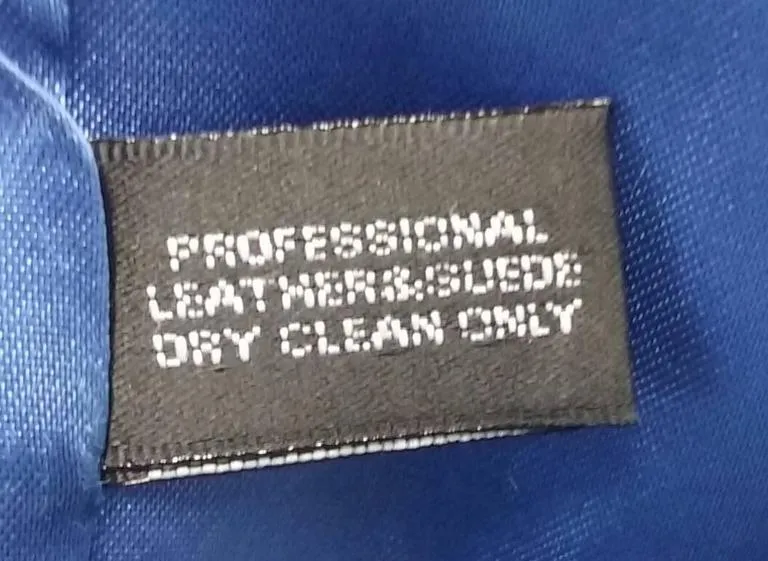 PROFESSIONAL
LEATHER&SUEDE
DRY CLEAN ONLY